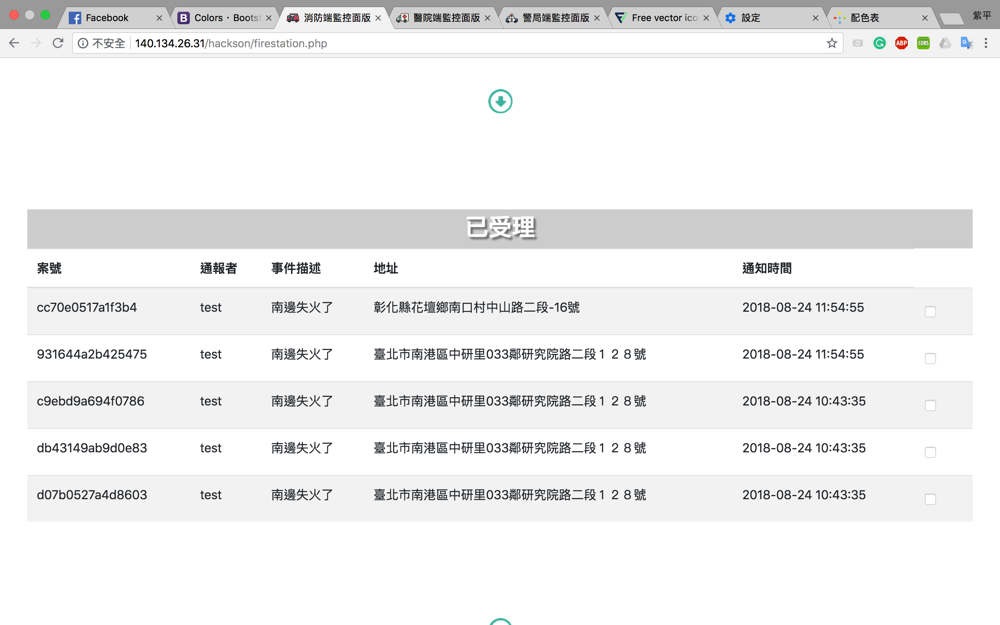 Facebook
Colors · Bootst
消防端監控面版
醫院端監控面版
警局端監控面版
Free vector ico
設定
配色表
紫平
不安全
140.134.26.31/hackson/firestation.php
ABP
CORS
已受理
案號 通報者 事件描述 地址 通知時間
cc70e0517a1f3b4 test 南邊失火了 彰化縣花壇鄉南口村中山路二段-16號 2018-08-24 11:54:55
931644a2b425475 test 南邊失火了 臺北市南港區中研里033鄰研究院路二段１２８號 2018-08-24 11:54:55
c9ebd9a694f0786 test 南邊失火了 臺北市南港區中研里033鄰研究院路二段１２８號 2018-08-24 10:43:35
db43149ab9d0e83 test 南邊失火了 臺北市南港區中研里033鄰研究院路二段１２８號 2018-08-24 10:43:35
d07b0527a4d8603 test 南邊失火了 臺北市南港區中研里033鄰研究院路二段１２８號 2018-08-24 10:43:35